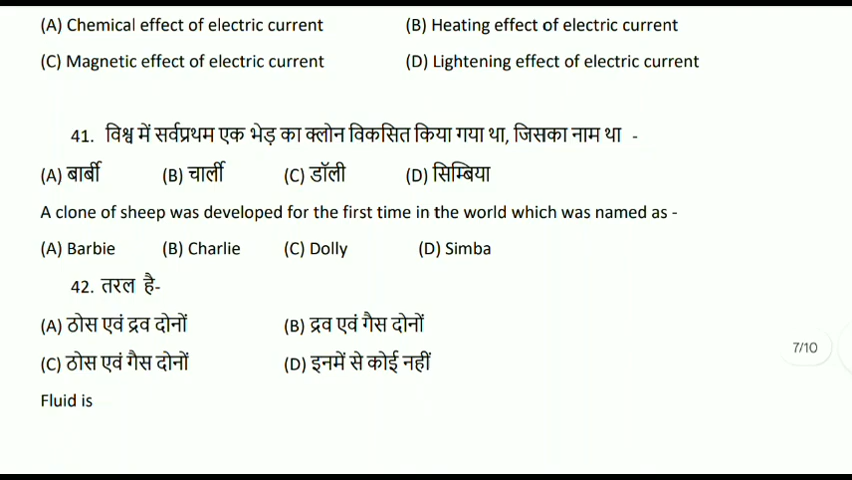 (A) Chemical effect of electric current (B) Heating effect of electric current
(C) Magnetic effect of electric current (D) Lightening effect of electric current
41. विश्व में सर्वप्रथम एक भेड़ का क्लोन विकसित किया गया था, जिसका नाम था -
(A) बार्बी (B) चार्ली (C) डॉली (D) सिम्बिया
A clone of sheep was developed for the first time in the world which was named as -
(A) Barbie (B) Charlie (C) Dolly (D) Simba
42. तरल है-
(A) ठोस एवं द्रव दोनों (B) द्रव एवं गैस दोनों
7/10
(C) ठोस एवं गैस दोनों (D) इनमें से कोई नहीं
Fluid is